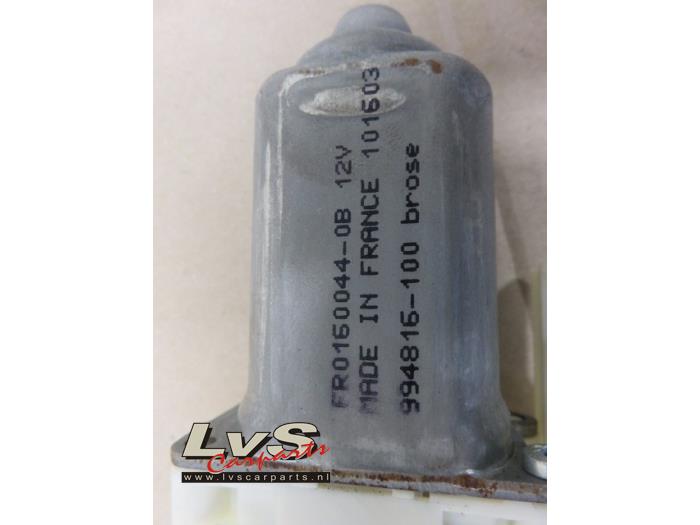 FR0160044-0B 12V
MADE IN FRANCE 101603
994816-100 brose
LvS
Carparts
www.lvscarparts.nl